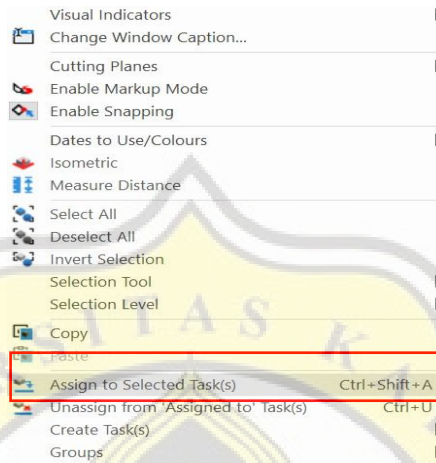 Visual Indicators
Change Window Caption...
Cutting Planes
Enable Markup Mode
Enable Snapping
Dates to Use/Colours
Isometric
Measure Distance
Select All
Deselect All
Invert Selection
Selection Tool
Selection Level
SITAS KA
Copy
Paste
Assign to Selected Task(s) Ctrl+Shift+A
Unassign from 'Assigned to' Task(s) Ctrl+U
Create Task(s)
Groups